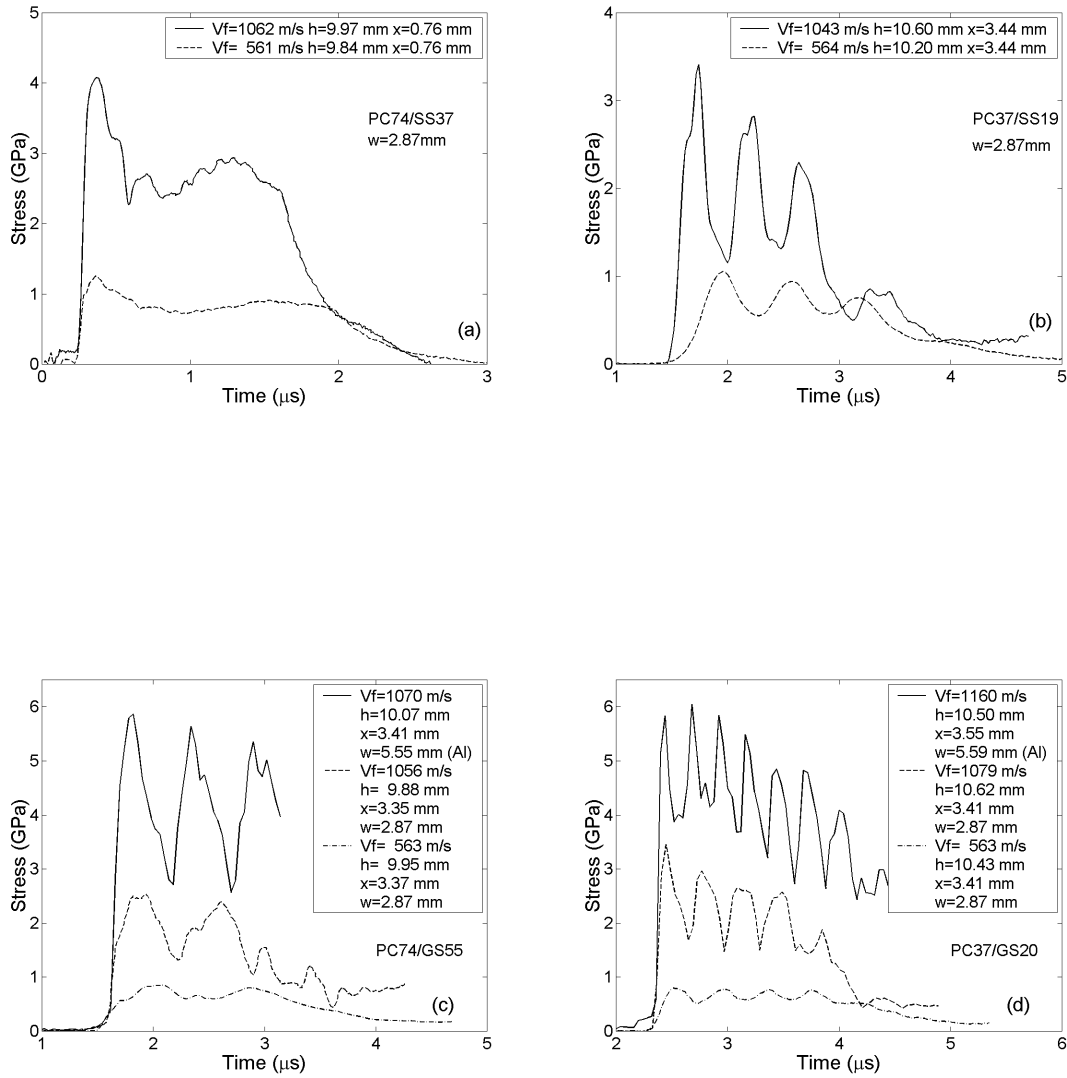 Vf=1062 m/s h=9.97 mm x=0.76 mm
Vf= 561 m/s h=9.84 mm x=0.76 mm
PC74/SS37
w=2.87mm
Stress (GPa)
5
4
3
2
1
0
(a)
0 1 2 3
Time (μs)
Vf=1043 m/s h=10.60 mm x=3.44 mm
Vf= 564 m/s h=10.20 mm x=3.44 mm
PC37/SS19
w=2.87mm
Stress (GPa)
4
3
2
1
0
(b)
1 2 3 4 5
Time (μs)
Vf=1070 m/s
h=10.07 mm
x=3.41 mm
w=5.55 mm (Al)
Vf=1056 m/s
h= 9.88 mm
x=3.35 mm
w=2.87 mm
Vf= 563 m/s
h= 9.95 mm
x=3.37 mm
w=2.87 mm
PC74/GS55
Stress (GPa)
6
5
4
3
2
1
0
(c)
1 2 3 4 5
Time (μs)
Vf=1160 m/s
h=10.50 mm
x=3.55 mm
w=5.59 mm (Al)
Vf=1079 m/s
h=10.62 mm
x=3.41 mm
w=2.87 mm
Vf= 563 m/s
h=10.43 mm
x=3.41 mm
w=2.87 mm
PC37/GS20
Stress (GPa)
6
5
4
3
2
1
0
(d)
2 3 4 5 6
Time (μs)